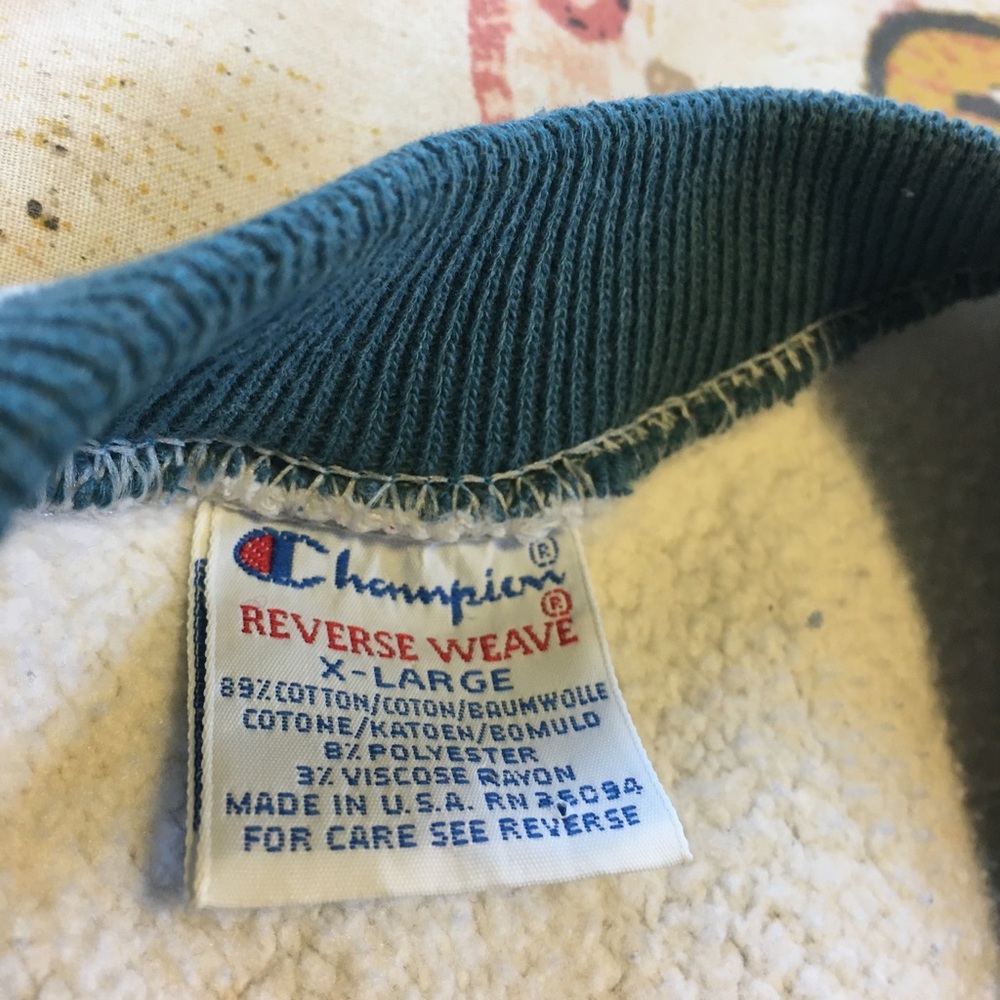 Champion®
REVERSE WEAVE®
X-LARGE
89% COTTON/COTON/BAUMWOLLE
COTONE/KATOEN/BOMULD
8% POLYESTER
3% VISCOSE RAYON
MADE IN U.S.A. RN 26094
FOR CARE SEE REVERSE